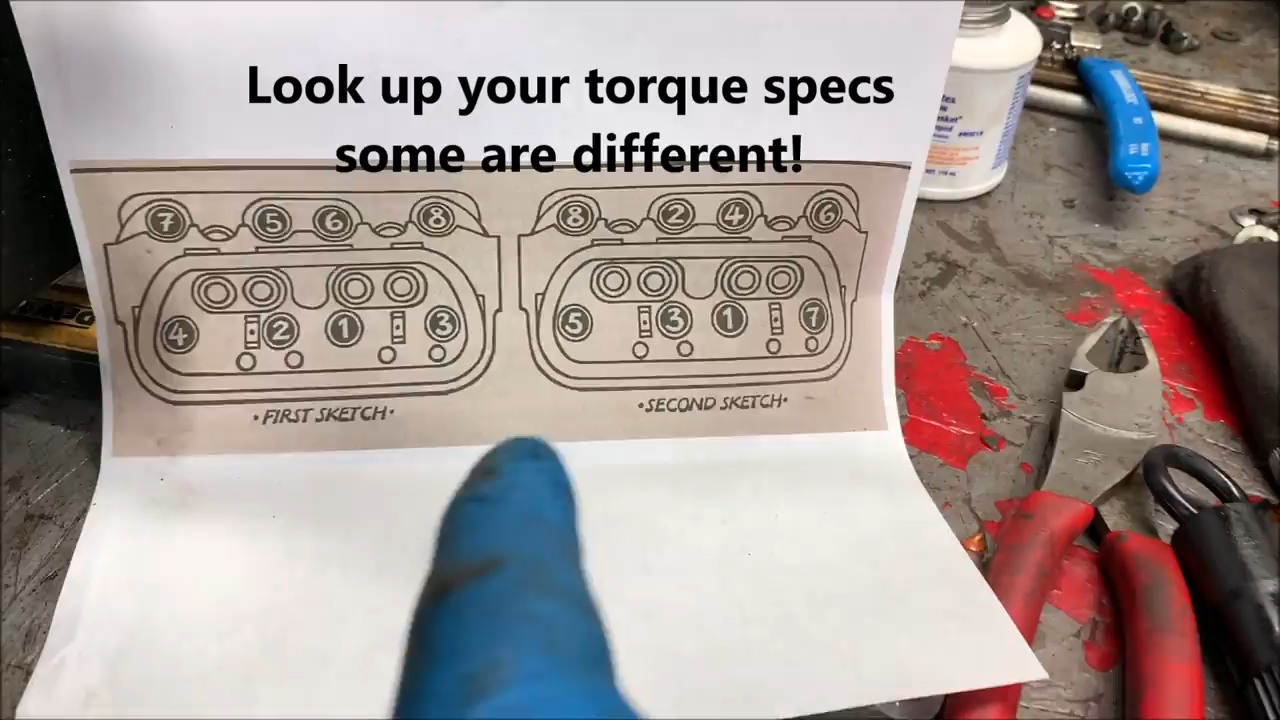 Look up your torque specs
some are different!
7 5 6 8
4 2 1 3
•FIRST SKETCH•
8 2 4 6
5 3 1 7
•SECOND SKETCH•